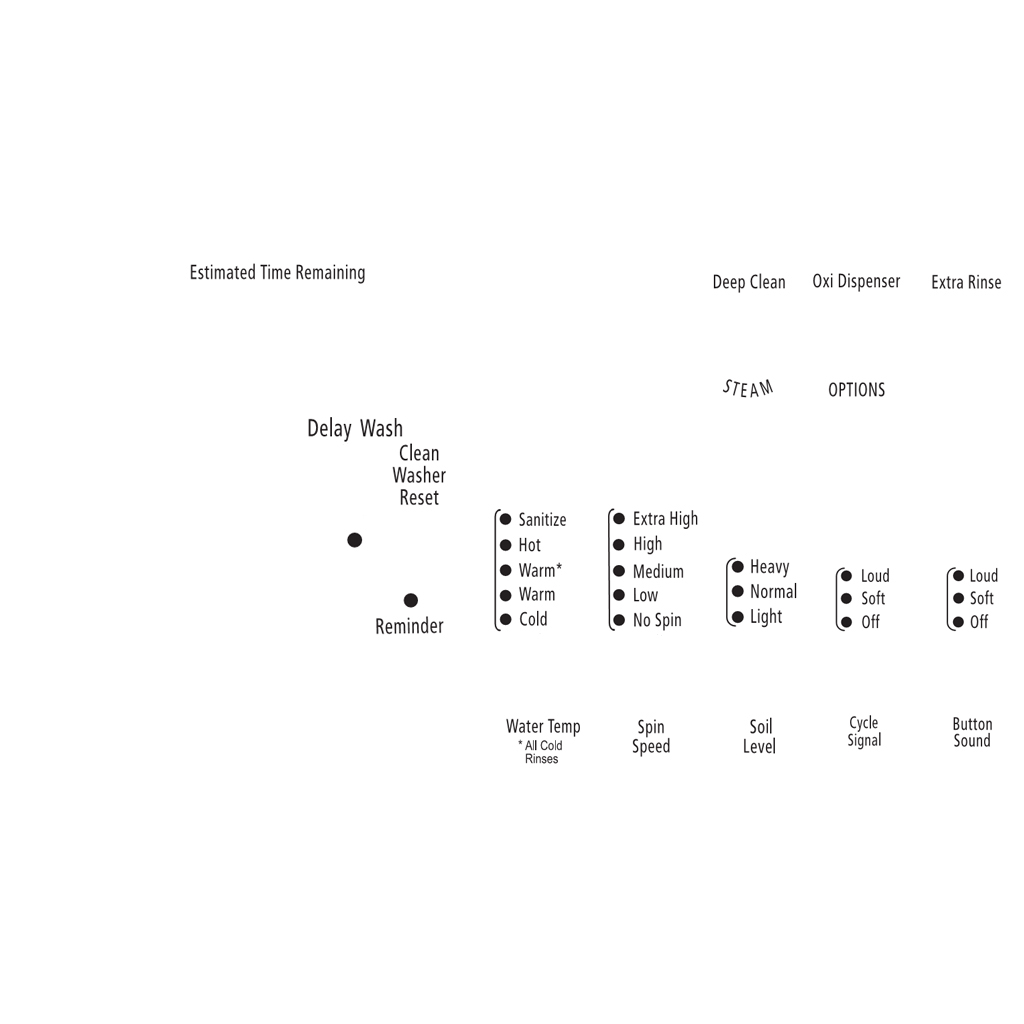 Estimated Time Remaining
Deep Clean
Oxi Dispenser
Extra Rinse
STEAM
OPTIONS
Delay Wash
Clean
Washer
Reset
Reminder
Sanitize
Hot
Warm*
Warm
Cold
Water Temp
* All Cold
Rinses
Extra High
High
Medium
Low
No Spin
Spin
Speed
Heavy
Normal
Light
Soil
Level
Loud
Soft
Off
Cycle
Signal
Loud
Soft
Off
Button
Sound